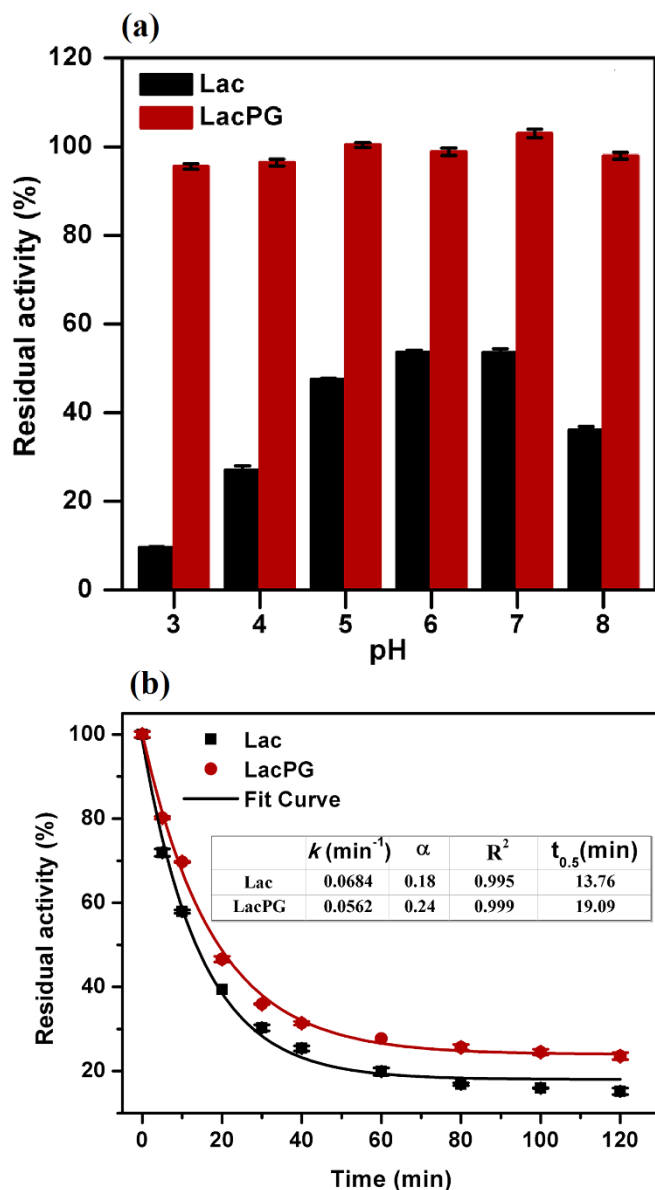 (a)
120
100
80
60
40
20
0
Residual activity (%)
Lac
LacPG
3 4 5 6 7 8
pH
(b)
100
80
60
40
20
Residual activity (%)
Lac
LacPG
Fit Curve
k (min⁻¹) α R² t₀.₅(min)
Lac 0.0684 0.18 0.995 13.76
LacPG 0.0562 0.24 0.999 19.09
0 20 40 60 80 100 120
Time (min)